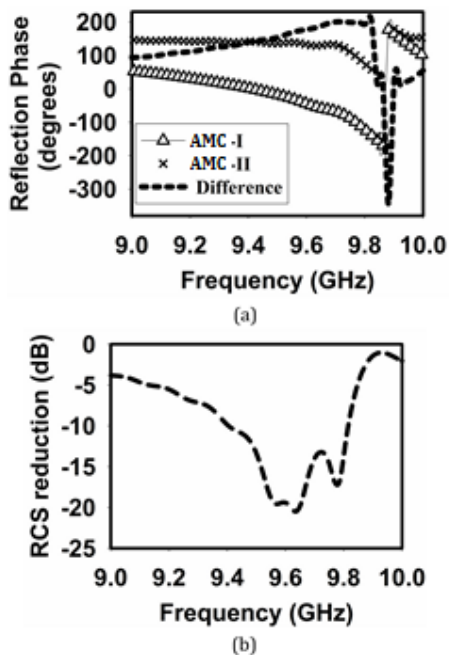 200
100
0
-100
-200
-300
Reflection Phase
(degrees)
AMC -I
AMC -II
Difference
9.0 9.2 9.4 9.6 9.8 10.0
Frequency (GHz)
(a)
0
-5
-10
-15
-20
-25
RCS reduction (dB)
9.0 9.2 9.4 9.6 9.8 10.0
Frequency (GHz)
(b)